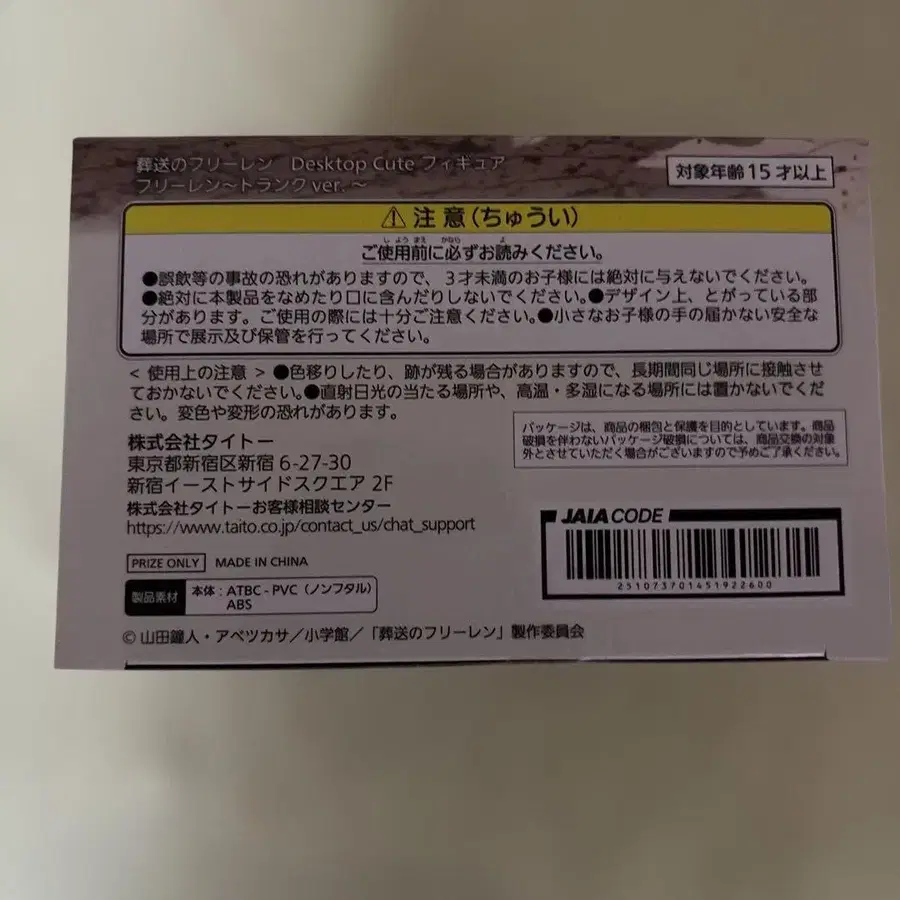 葬送のフリーレン Desktop Cute フィギュア
フリーレン～トランク ver. ～
対象年齢 15 才以上
⚠ 注 意 (ちゅうい)
ご使用前に必ずお読みください。
●誤飲等の事故の恐れがありますので、3才未満のお子様には絶対に与えないでください。
●絶対に本製品をなめたり口に含んだりしないでください。●デザイン上、とがっている部
分があります。ご使用の際には十分ご注意ください。●小さなお子様の手の届かない安全な
場所で展示及び保管を行ってください。
< 使用上の注意 > ●色移りしたり、跡が残る場合がありますので、長期間同じ場所に接触させ
ておかないでください。●直射日光の当たる場所や、高温・多湿になる場所には置かないでくだ
さい。変色や変形の恐れがあります。
パッケージは、商品の梱包と保護を目的としています。商品
破損を伴わないパッケージ破損については、商品交換の対象
外とさせていただく場合がございますので予めご了承ください。
株式会社タイトー
東京都新宿区新宿 6-27-30
新宿イーストサイドスクエア 2F
株式会社タイトーお客様相談センター
https://www.taito.co.jp/contact_us/chat_support
JAIA CODE
251073701451922600
PRIZE ONLY MADE IN CHINA
製品素材 本体 : ATBC - PVC (ノンフタル)
ABS
© 山田鐘人・アベツカサ／小学館／「葬送のフリーレン」製作委員会